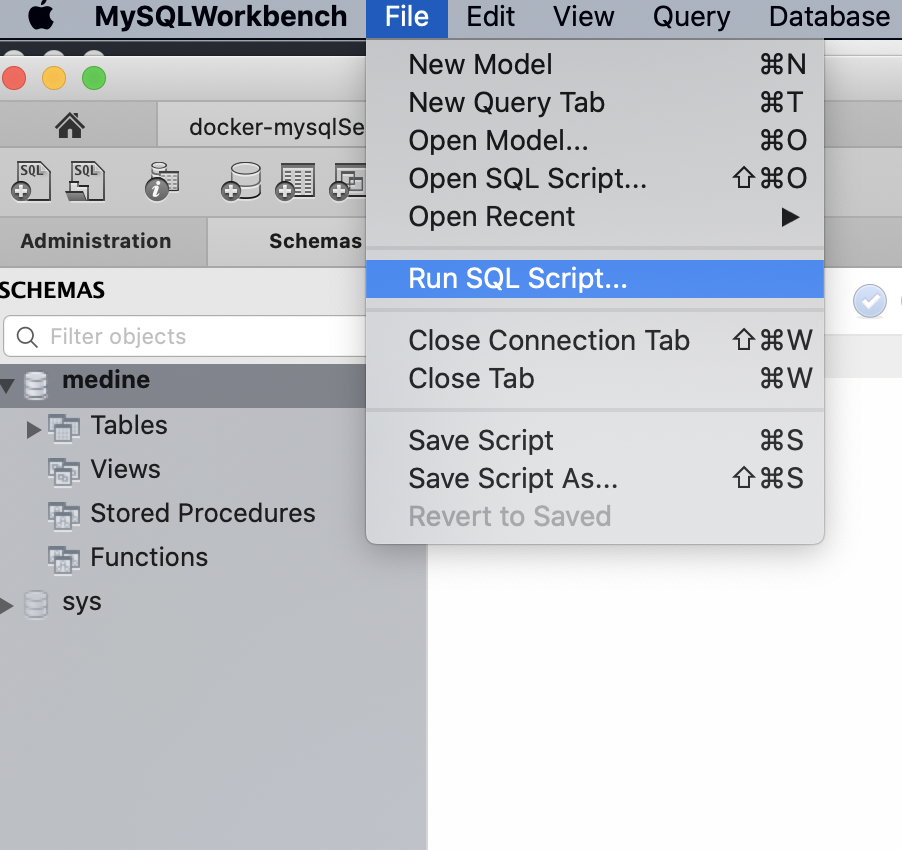 MySQLWorkbench File Edit View Query Database
New Model ⌘N
New Query Tab ⌘T
Open Model... ⌘O
Open SQL Script... ⇧⌘O
Open Recent ▶
Run SQL Script...
Close Connection Tab ⇧⌘W
Close Tab ⌘W
Save Script ⌘S
Save Script As... ⇧⌘S
Revert to Saved
docker-mysqlSe
SQL SQL
Administration Schemas
SCHEMAS
Filter objects
medine
Tables
Views
Stored Procedures
Functions
sys